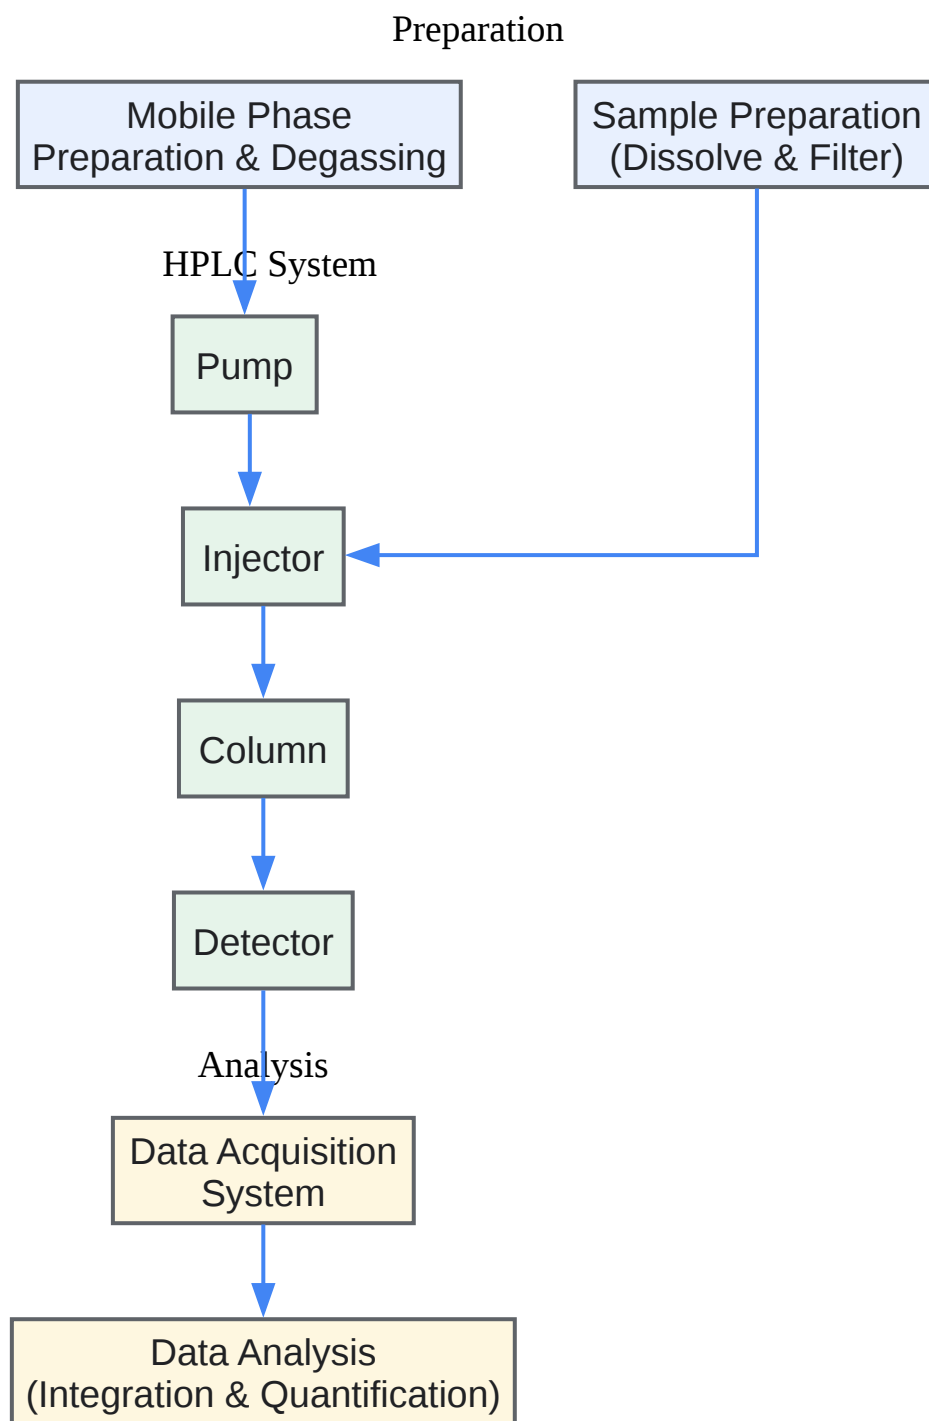 Preparation
Mobile Phase
Preparation & Degassing
Sample Preparation
(Dissolve & Filter)
HPLC System
Pump
Injector
Column
Detector
Analysis
Data Acquisition
System
Data Analysis
(Integration & Quantification)